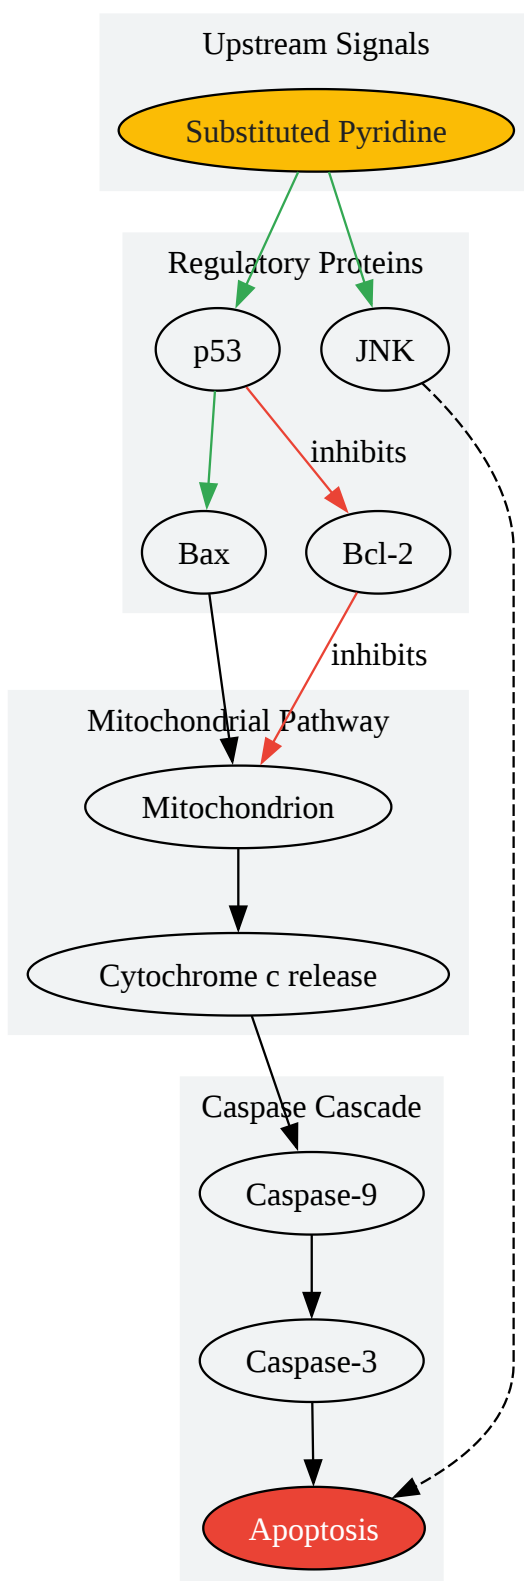 Upstream Signals
Substituted Pyridine
Regulatory Proteins
p53
JNK
inhibits
Bax
Bcl-2
inhibits
Mitochondrial Pathway
Mitochondrion
Cytochrome c release
Caspase Cascade
Caspase-9
Caspase-3
Apoptosis